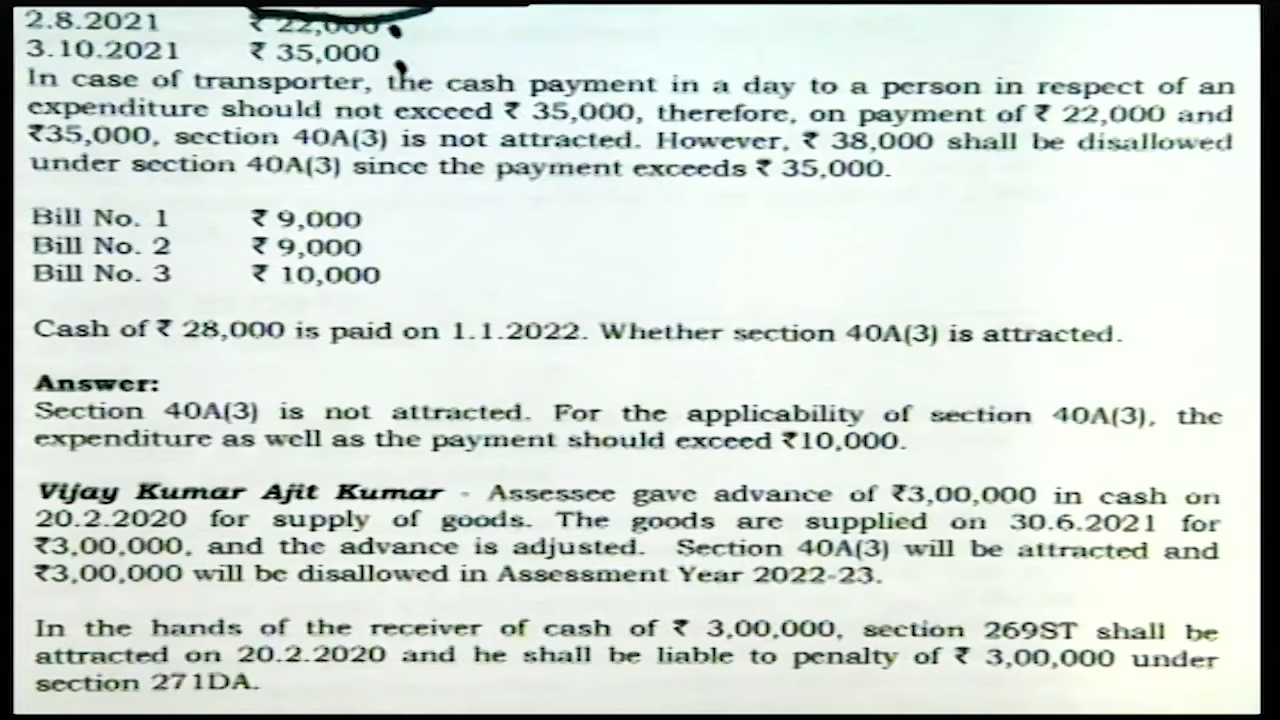 2.8.2021 ₹ 22,000
3.10.2021 ₹ 35,000
In case of transporter, the cash payment in a day to a person in respect of an
expenditure should not exceed ₹ 35,000, therefore, on payment of ₹ 22,000 and
₹35,000, section 40A(3) is not attracted. However, ₹ 38,000 shall be disallowed
under section 40A(3) since the payment exceeds ₹ 35,000.
Bill No. 1 ₹ 9,000
Bill No. 2 ₹ 9,000
Bill No. 3 ₹ 10,000
Cash of ₹ 28,000 is paid on 1.1.2022. Whether section 40A(3) is attracted.
Answer:
Section 40A(3) is not attracted. For the applicability of section 40A(3), the
expenditure as well as the payment should exceed ₹10,000.
Vijay Kumar Ajit Kumar - Assessee gave advance of ₹3,00,000 in cash on
20.2.2020 for supply of goods. The goods are supplied on 30.6.2021 for
₹3,00,000, and the advance is adjusted. Section 40A(3) will be attracted and
₹3,00,000 will be disallowed in Assessment Year 2022-23.
In the hands of the receiver of cash of ₹ 3,00,000, section 269ST shall be
attracted on 20.2.2020 and he shall be liable to penalty of ₹ 3,00,000 under
section 271DA.